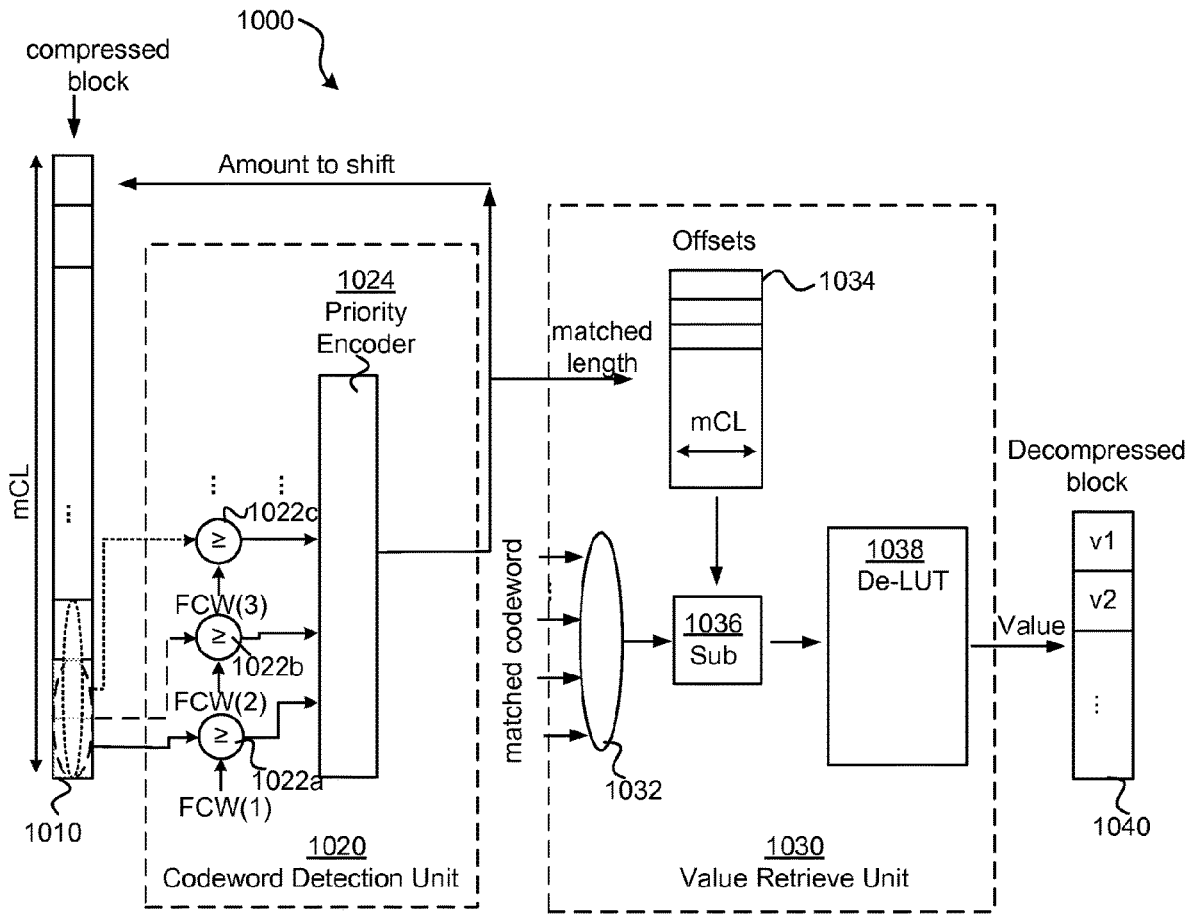 1000
compressed
block
Amount to shift
mCL
...
1024
Priority
Encoder
... ...
1022c
≥
FCW(3)
≥
1022b
FCW(2)
≥
1022a
FCW(1)
1010
1020
Codeword Detection Unit
Offsets
1034
matched
length
mCL
matched codeword
1032
1036
Sub
1038
De-LUT
Value
1030
Value Retrieve Unit
Decompressed
block
v1
v2
...
1040